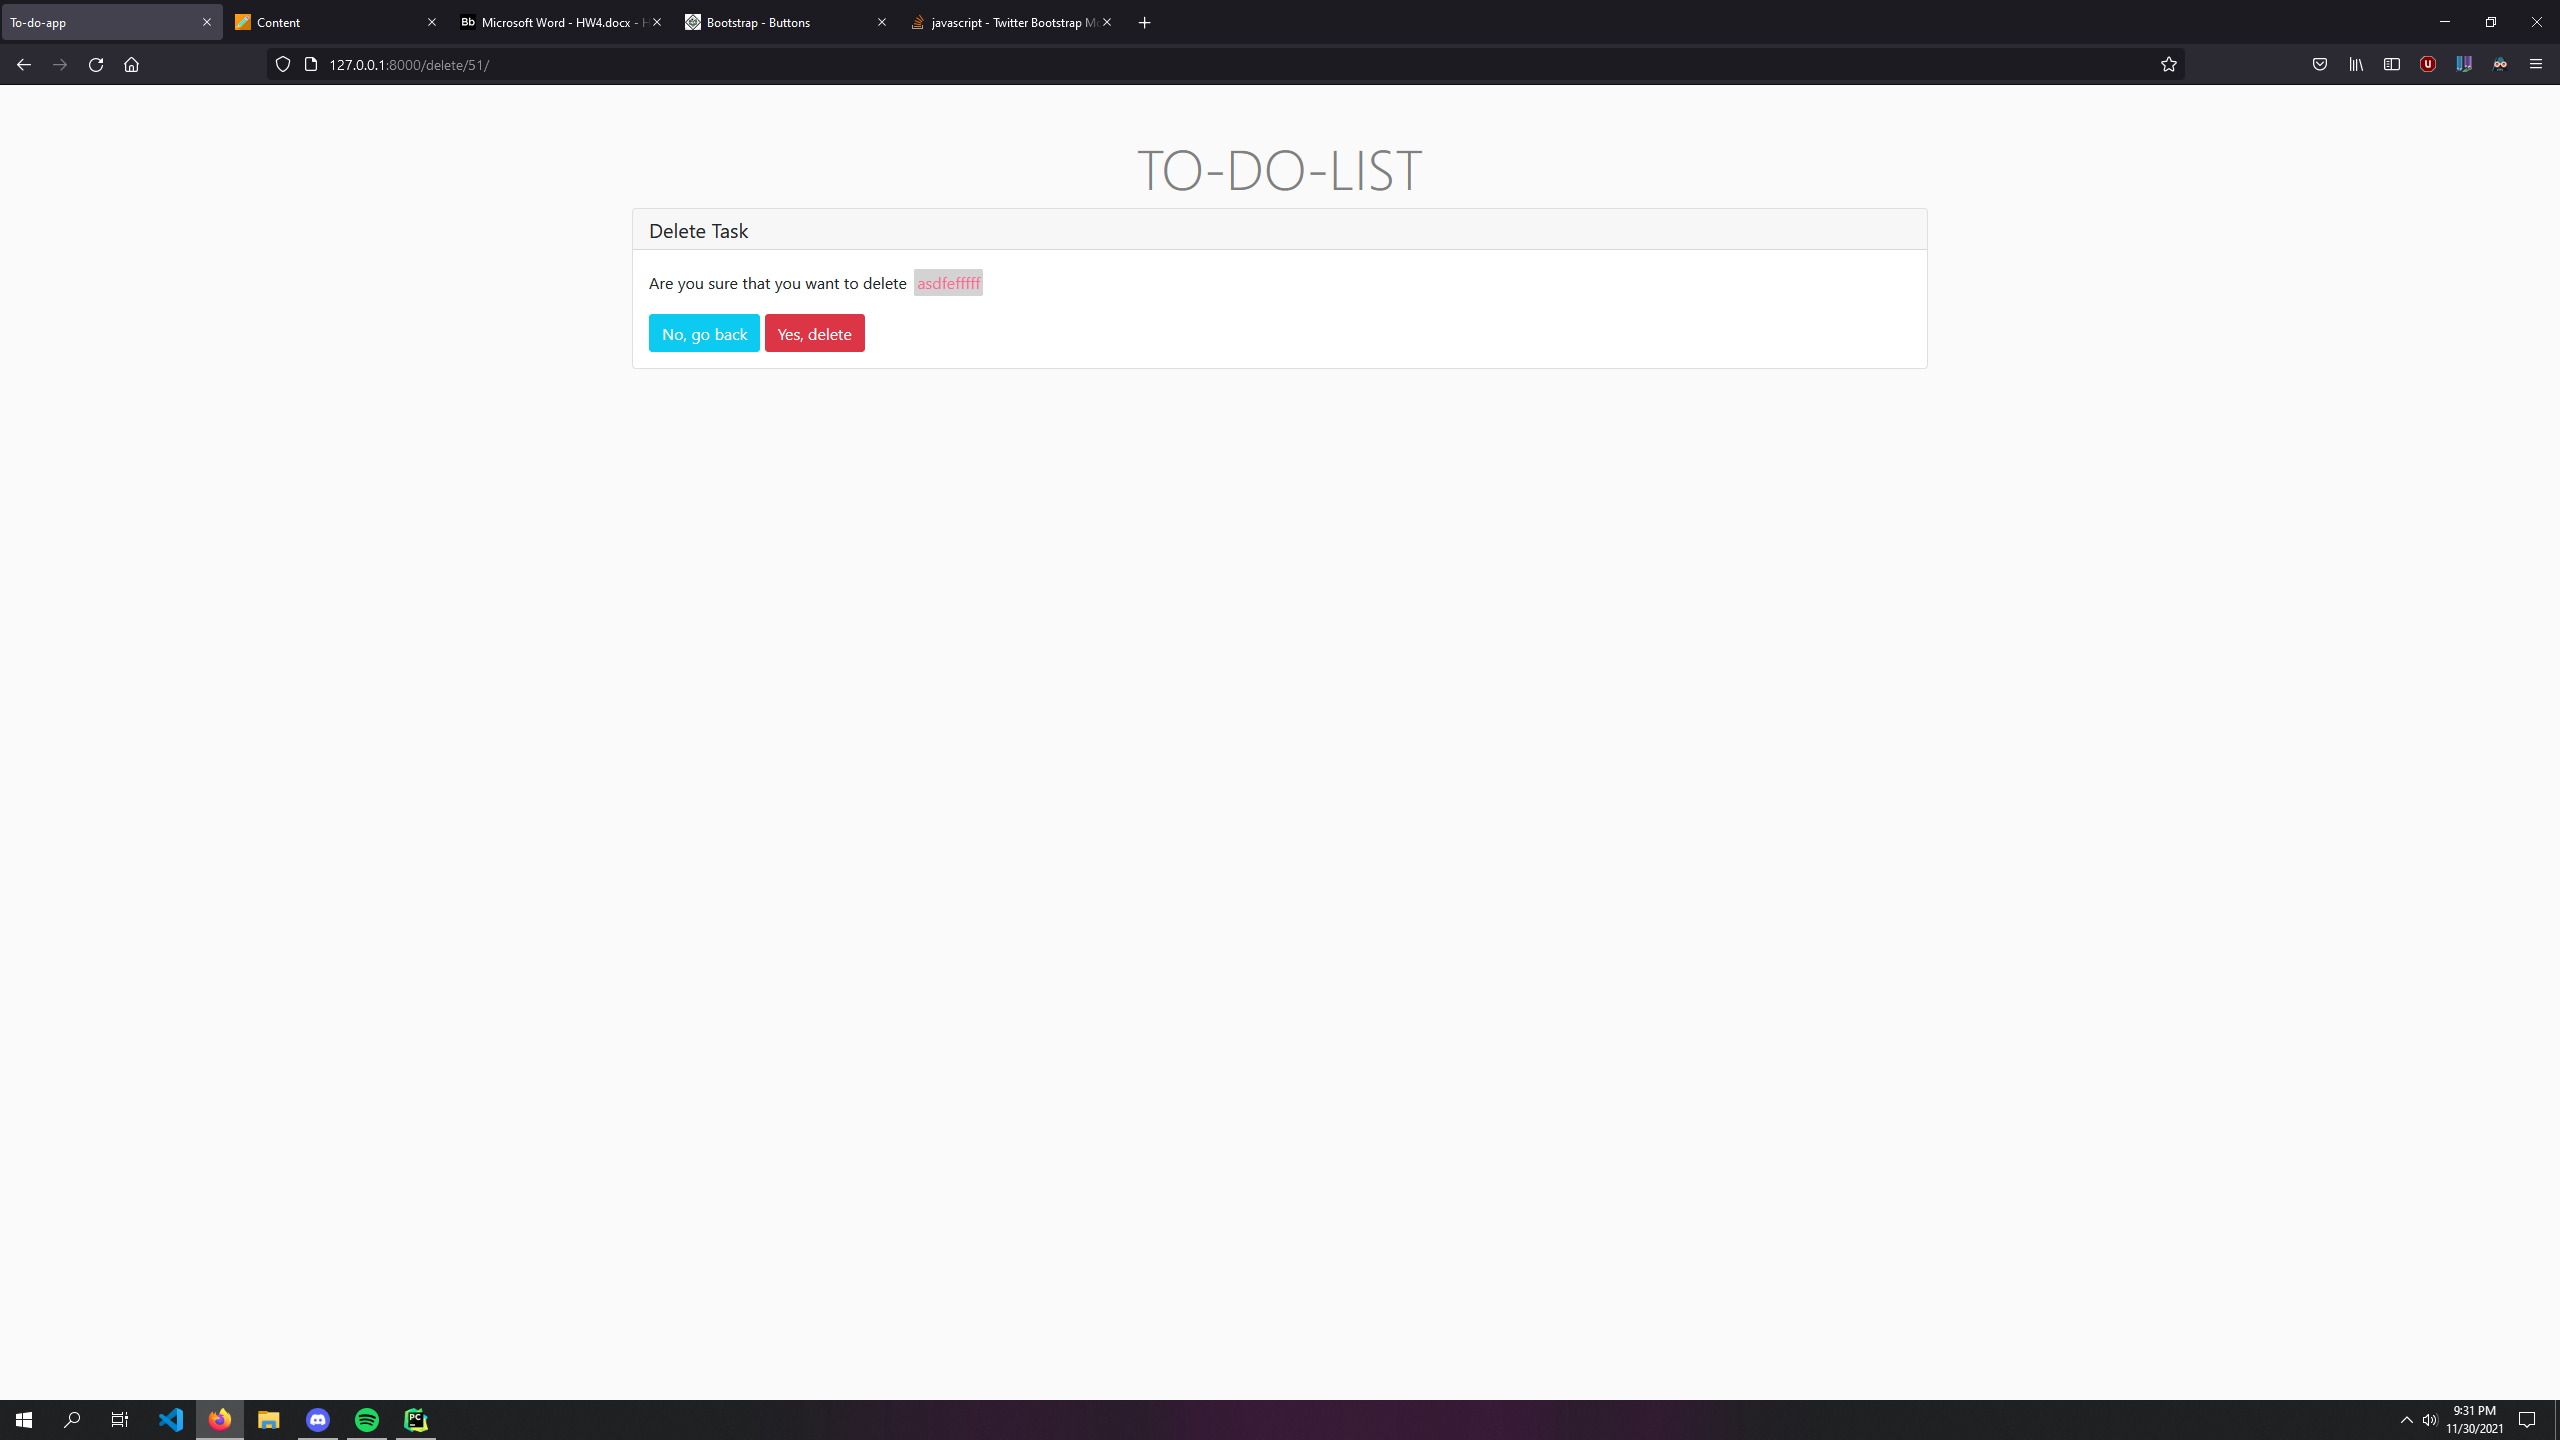 To-do-app
Content
Bb Microsoft Word - HW4.docx - H
Bootstrap - Buttons
javascript - Twitter Bootstrap Mo
127.0.0.1:8000/delete/51/
TO-DO-LIST
Delete Task
Are you sure that you want to delete asdfefffff
No, go back Yes, delete
9:31 PM
11/30/2021